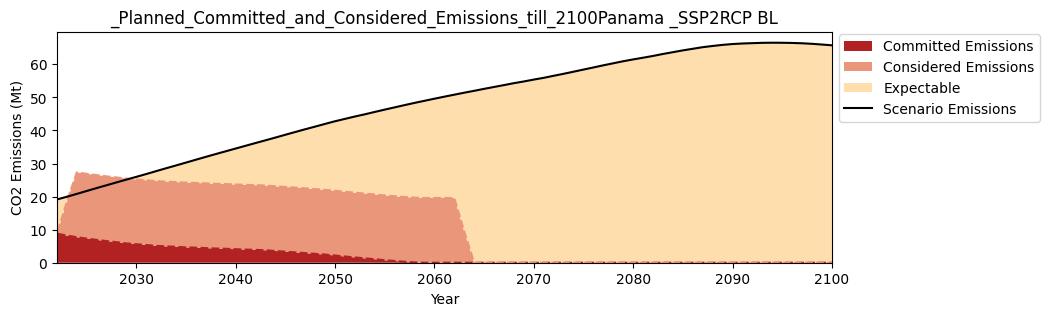 _Planned_Committed_and_Considered_Emissions_till_2100Panama _SSP2RCP BL
CO2 Emissions (Mt)
60
50
40
30
20
10
0
2030 2040 2050 2060 2070 2080 2090 2100
Year
Committed Emissions
Considered Emissions
Expectable
Scenario Emissions